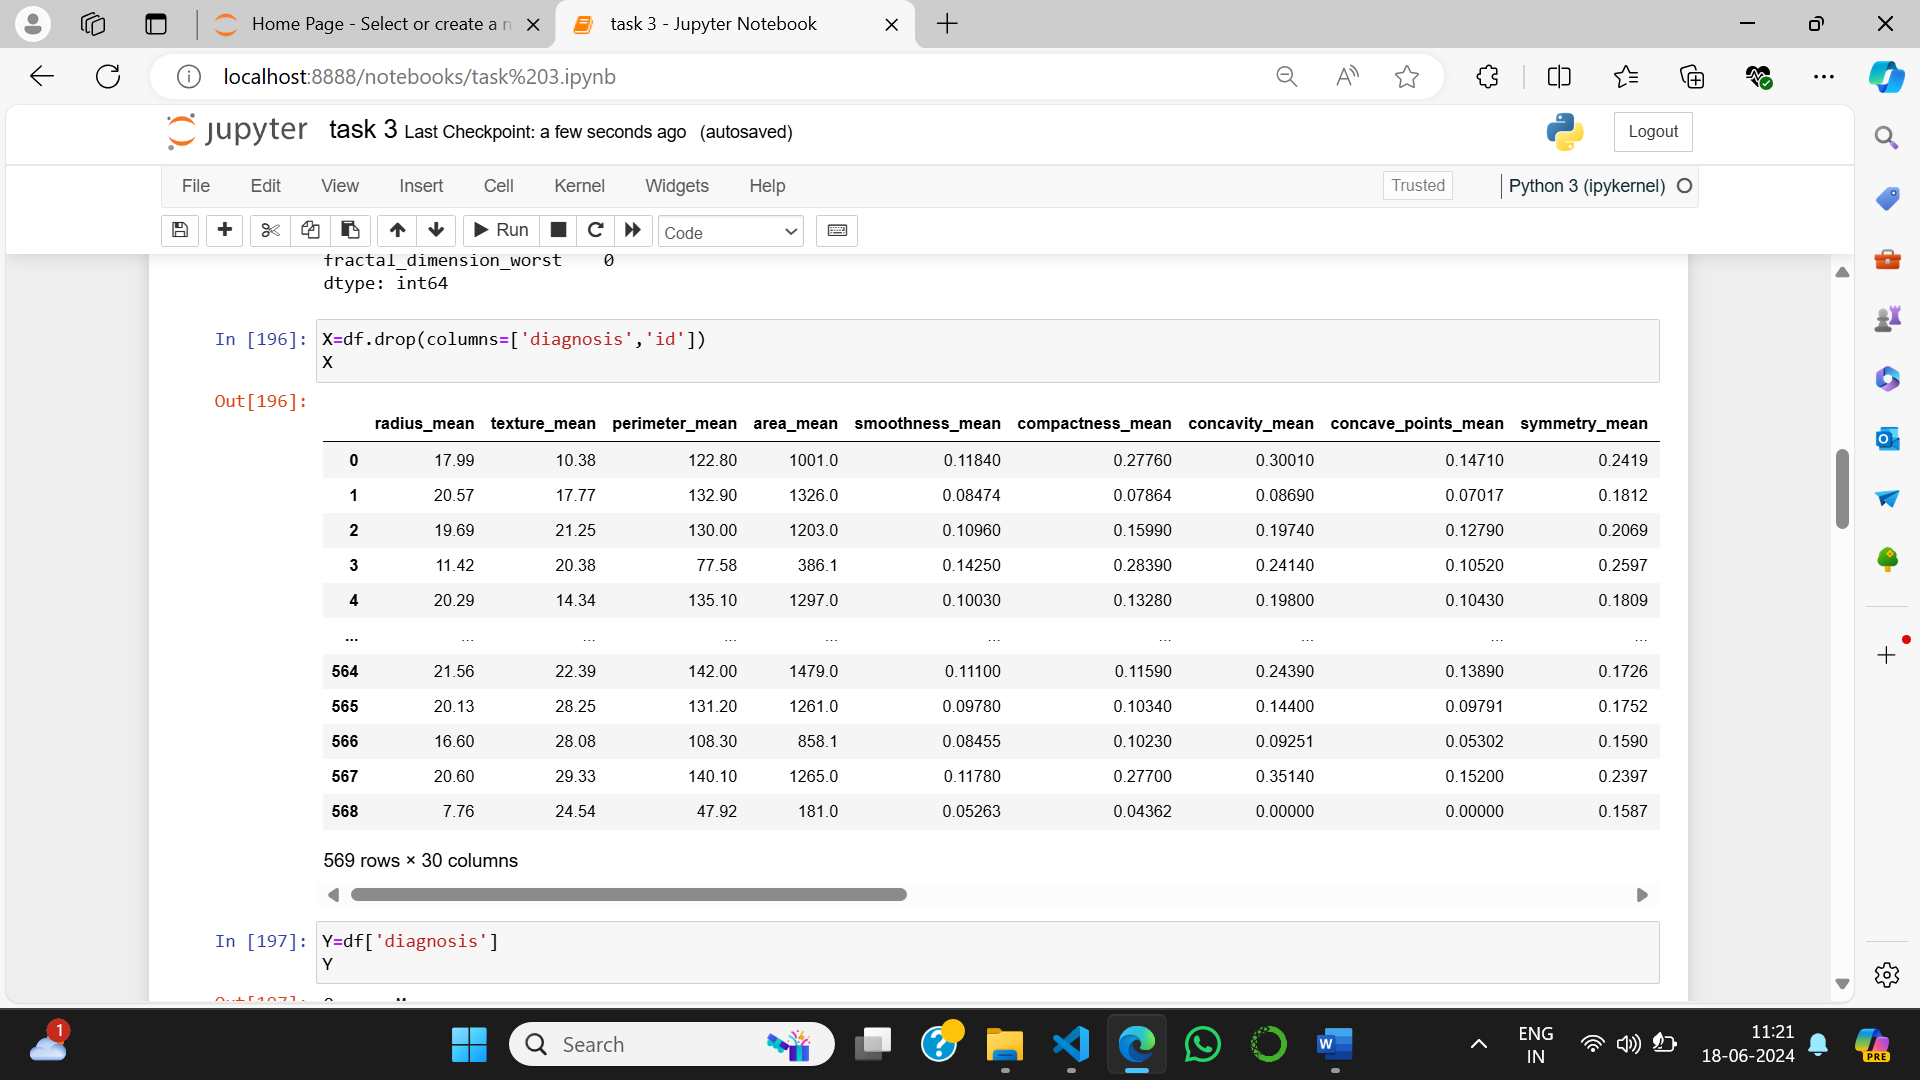 Home Page - Select or create a n
task 3 - Jupyter Notebook
localhost:8888/notebooks/task%203.ipynb
jupyter task 3 Last Checkpoint: a few seconds ago (autosaved)
Logout
File Edit View Insert Cell Kernel Widgets Help
Trusted
Python 3 (ipykernel)
Run
Code
fractal_dimension_worst 0
dtype: int64
In [196]: X=df.drop(columns=['diagnosis','id'])
X
Out[196]:
radius_mean texture_mean perimeter_mean area_mean smoothness_mean compactness_mean concavity_mean concave_points_mean symmetry_mean
0 17.99 10.38 122.80 1001.0 0.11840 0.27760 0.30010 0.14710 0.2419
1 20.57 17.77 132.90 1326.0 0.08474 0.07864 0.08690 0.07017 0.1812
2 19.69 21.25 130.00 1203.0 0.10960 0.15990 0.19740 0.12790 0.2069
3 11.42 20.38 77.58 386.1 0.14250 0.28390 0.24140 0.10520 0.2597
4 20.29 14.34 135.10 1297.0 0.10030 0.13280 0.19800 0.10430 0.1809
... ... ... ... ... ... ... ... ... ...
564 21.56 22.39 142.00 1479.0 0.11100 0.11590 0.24390 0.13890 0.1726
565 20.13 28.25 131.20 1261.0 0.09780 0.10340 0.14400 0.09791 0.1752
566 16.60 28.08 108.30 858.1 0.08455 0.10230 0.09251 0.05302 0.1590
567 20.60 29.33 140.10 1265.0 0.11780 0.27700 0.35140 0.15200 0.2397
568 7.76 24.54 47.92 181.0 0.05263 0.04362 0.00000 0.00000 0.1587
569 rows × 30 columns
In [197]: Y=df['diagnosis']
Y
1
Search
ENG
IN
11:21
18-06-2024
PRE